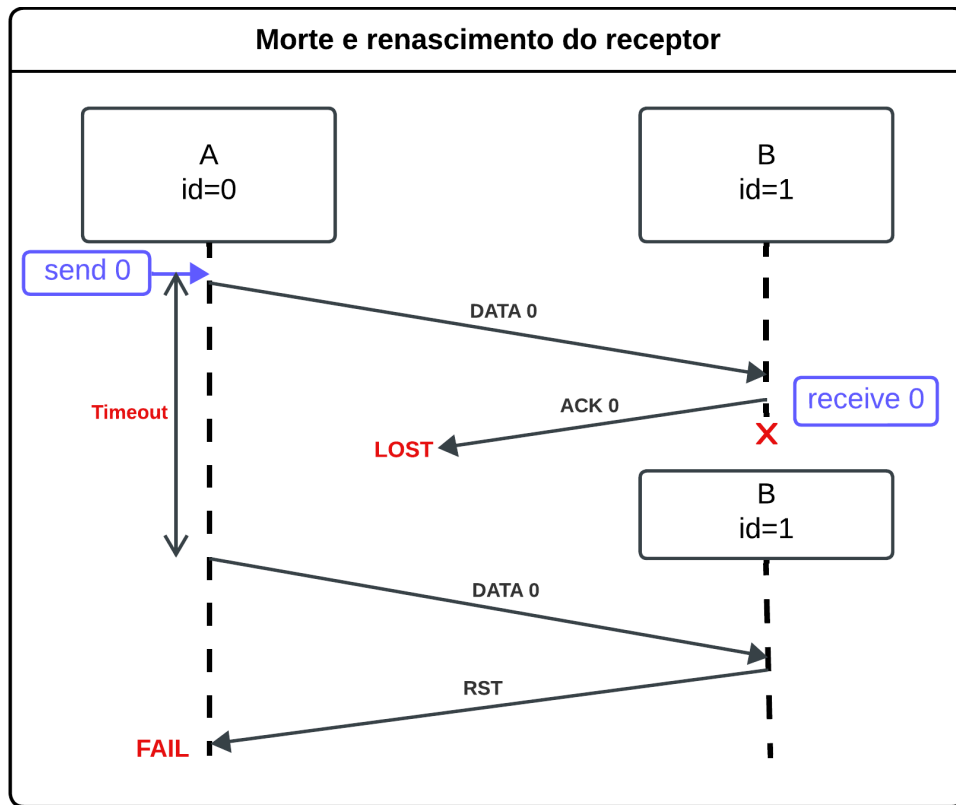 Morte e renascimento do receptor
A
id=0
B
id=1
send 0
DATA 0
Timeout
ACK 0
receive 0
LOST
X
B
id=1
DATA 0
RST
FAIL